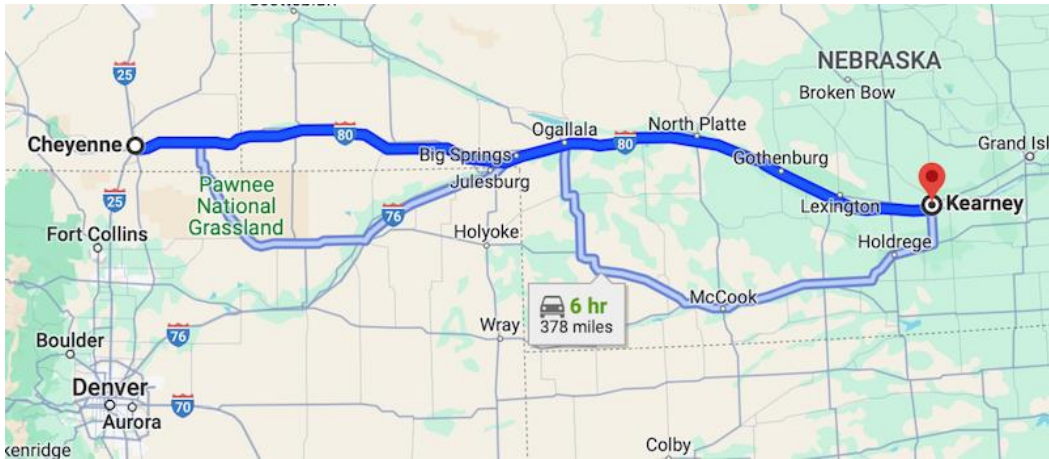 NEBRASKA
25
Broken Bow
Cheyenne
80
Ogallala
North Platte
80
Grand Isl
Big Springs
Gothenburg
Julesburg
Pawnee
National
Grassland
25
76
Lexington
Kearney
Fort Collins
Holyoke
Holdrege
6 hr
378 miles
McCook
Wray
76
Boulder
Denver
70
Aurora
Colby
kenridge